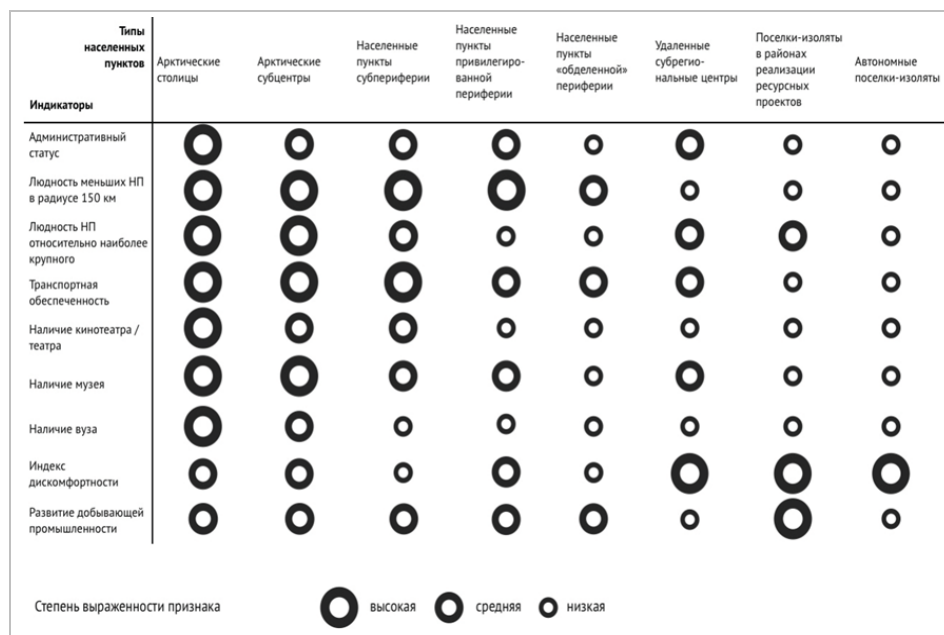 Типы
населенных
пунктов
Индикаторы
Арктические
столицы
Арктические
субцентры
Населенные
пункты
субпериферии
Населенные
пункты
привилегиро-
ванной
периферии
Населенные
пункты
«обделенной»
периферии
Удаленные
субрегио-
нальные центры
Поселки-изоляты
в районах
реализации
ресурсных
проектов
Автономные
поселки-изоляты
Административный
статус
Людность меньших НП
в радиусе 150 км
Людность НП
относительно наиболее
крупного
Транспортная
обеспеченность
Наличие кинотеатра /
театра
Наличие музея
Наличие вуза
Индекс
дискомфортности
Развитие добывающей
промышленности
Степень выраженности признака
высокая
средняя
низкая